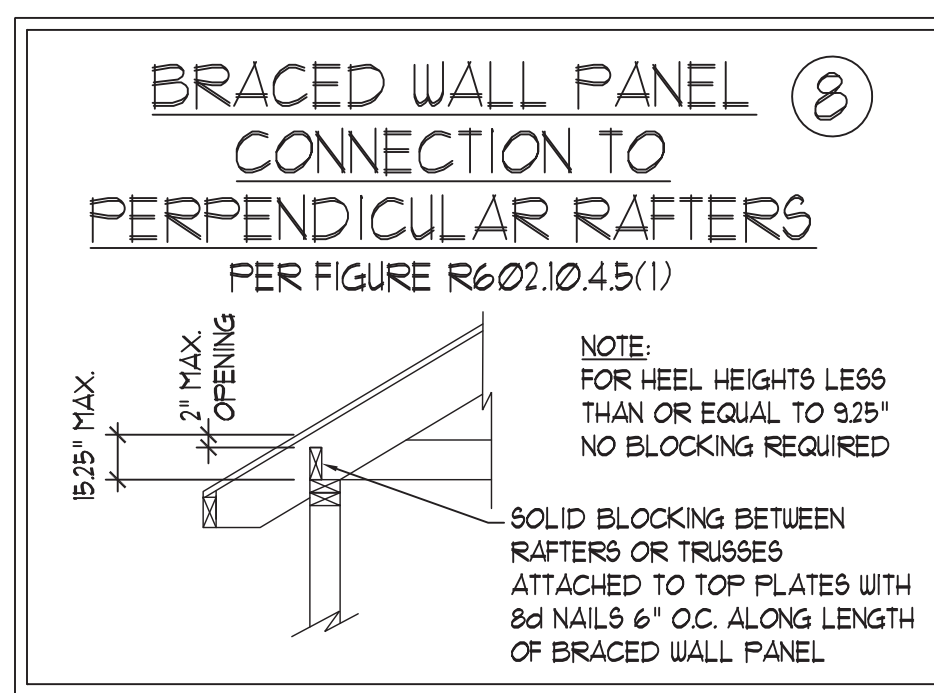 BRACED WALL PANEL
8
CONNECTION TO
PERPENDICULAR RAFTERS
PER FIGURE R602.10.4.5(1)
15.25" MAX.
2" MAX.
OPENING
NOTE:
FOR HEEL HEIGHTS LESS
THAN OR EQUAL TO 9.25"
NO BLOCKING REQUIRED
SOLID BLOCKING BETWEEN
RAFTERS OR TRUSSES
ATTACHED TO TOP PLATES WITH
8d NAILS 6" O.C. ALONG LENGTH
OF BRACED WALL PANEL